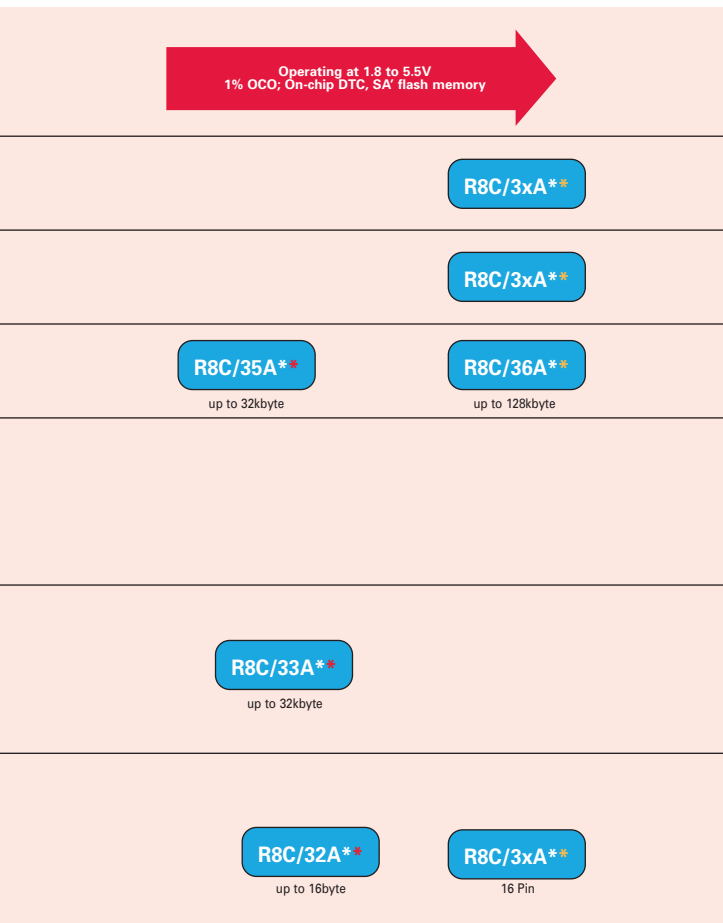 Operating at 1.8 to 5.5V
1% OCO; On-chip DTC, SA’ flash memory
R8C/3xA**
R8C/3xA**
R8C/35A**
up to 32kbyte
R8C/36A**
up to 128kbyte
R8C/33A**
up to 32kbyte
R8C/32A**
up to 16byte
R8C/3xA**
16 Pin